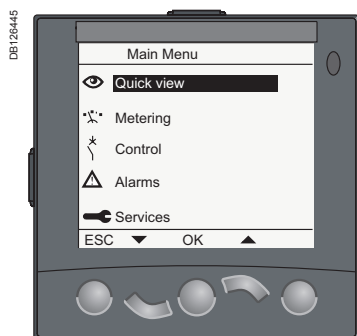 DB126445
Main Menu
Quick view
Metering
Control
Alarms
Services
ESC OK